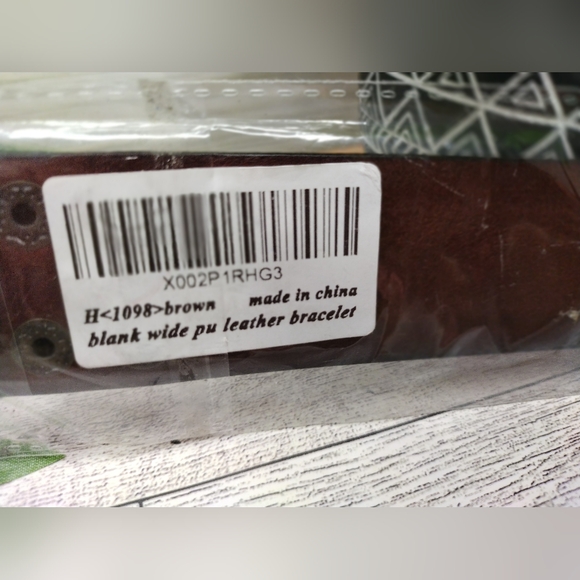 X002P1RHG3
H<1098>brown made in china
blank wide pu leather bracelet